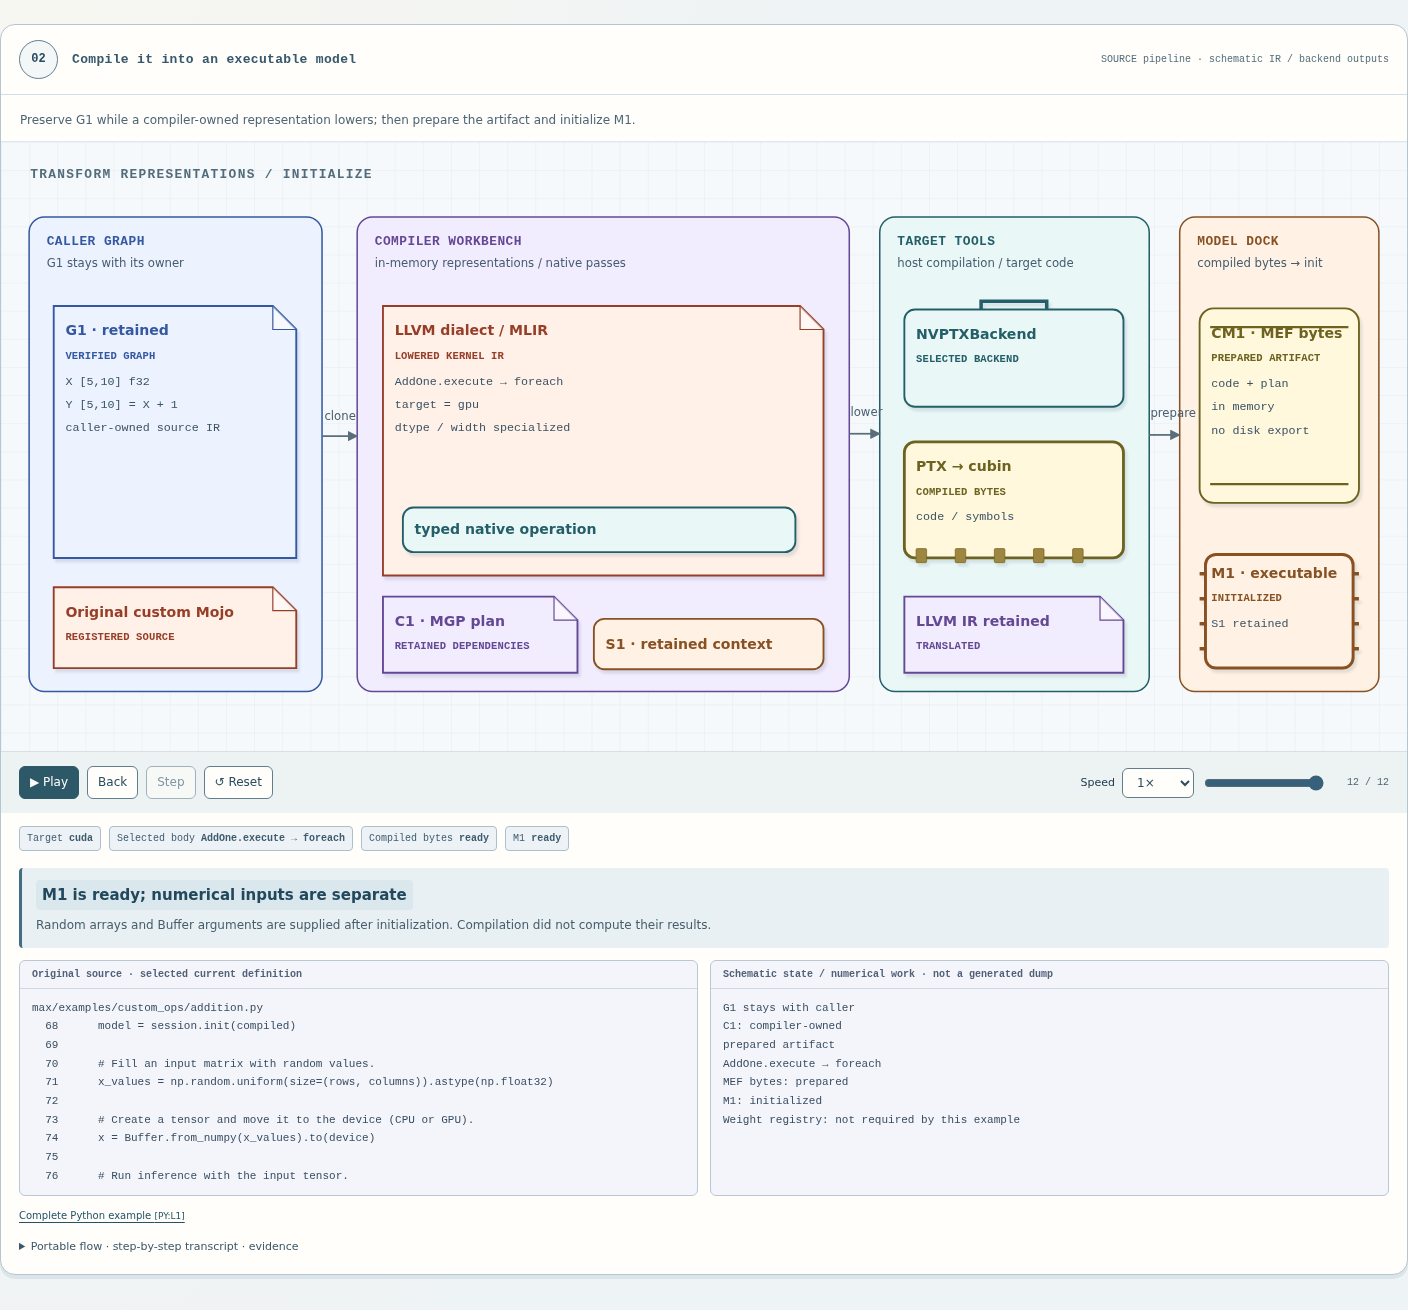 02
Compile it into an executable model
SOURCE pipeline · schematic IR / backend outputs
Preserve G1 while a compiler-owned representation lowers; then prepare the artifact and initialize M1.
TRANSFORM REPRESENTATIONS / INITIALIZE
CALLER GRAPH
G1 stays with its owner
G1 · retained
VERIFIED GRAPH
X [5,10] f32
Y [5,10] = X + 1
caller-owned source IR
Original custom Mojo
REGISTERED SOURCE
clone
COMPILER WORKBENCH
in-memory representations / native passes
LLVM dialect / MLIR
LOWERED KERNEL IR
AddOne.execute → foreach
target = gpu
dtype / width specialized
typed native operation
C1 · MGP plan
RETAINED DEPENDENCIES
S1 · retained context
lower
TARGET TOOLS
host compilation / target code
NVPTXBackend
SELECTED BACKEND
PTX → cubin
COMPILED BYTES
code / symbols
LLVM IR retained
TRANSLATED
prepare
MODEL DOCK
compiled bytes → init
CM1 · MEF bytes
PREPARED ARTIFACT
code + plan
in memory
no disk export
M1 · executable
INITIALIZED
S1 retained
▶ Play
Back
Step
↺ Reset
Speed
1×
12 / 12
Target cuda
Selected body AddOne.execute → foreach
Compiled bytes ready
M1 ready
M1 is ready; numerical inputs are separate
Random arrays and Buffer arguments are supplied after initialization. Compilation did not compute their results.
Original source · selected current definition
max/examples/custom_ops/addition.py
68      model = session.init(compiled)
69
70      # Fill an input matrix with random values.
71      x_values = np.random.uniform(size=(rows, columns)).astype(np.float32)
72
73      # Create a tensor and move it to the device (CPU or GPU).
74      x = Buffer.from_numpy(x_values).to(device)
75
76      # Run inference with the input tensor.
Schematic state / numerical work · not a generated dump
G1 stays with caller
C1: compiler-owned
prepared artifact
AddOne.execute → foreach
MEF bytes: prepared
M1: initialized
Weight registry: not required by this example
Complete Python example [PY:L1]
▶ Portable flow · step-by-step transcript · evidence